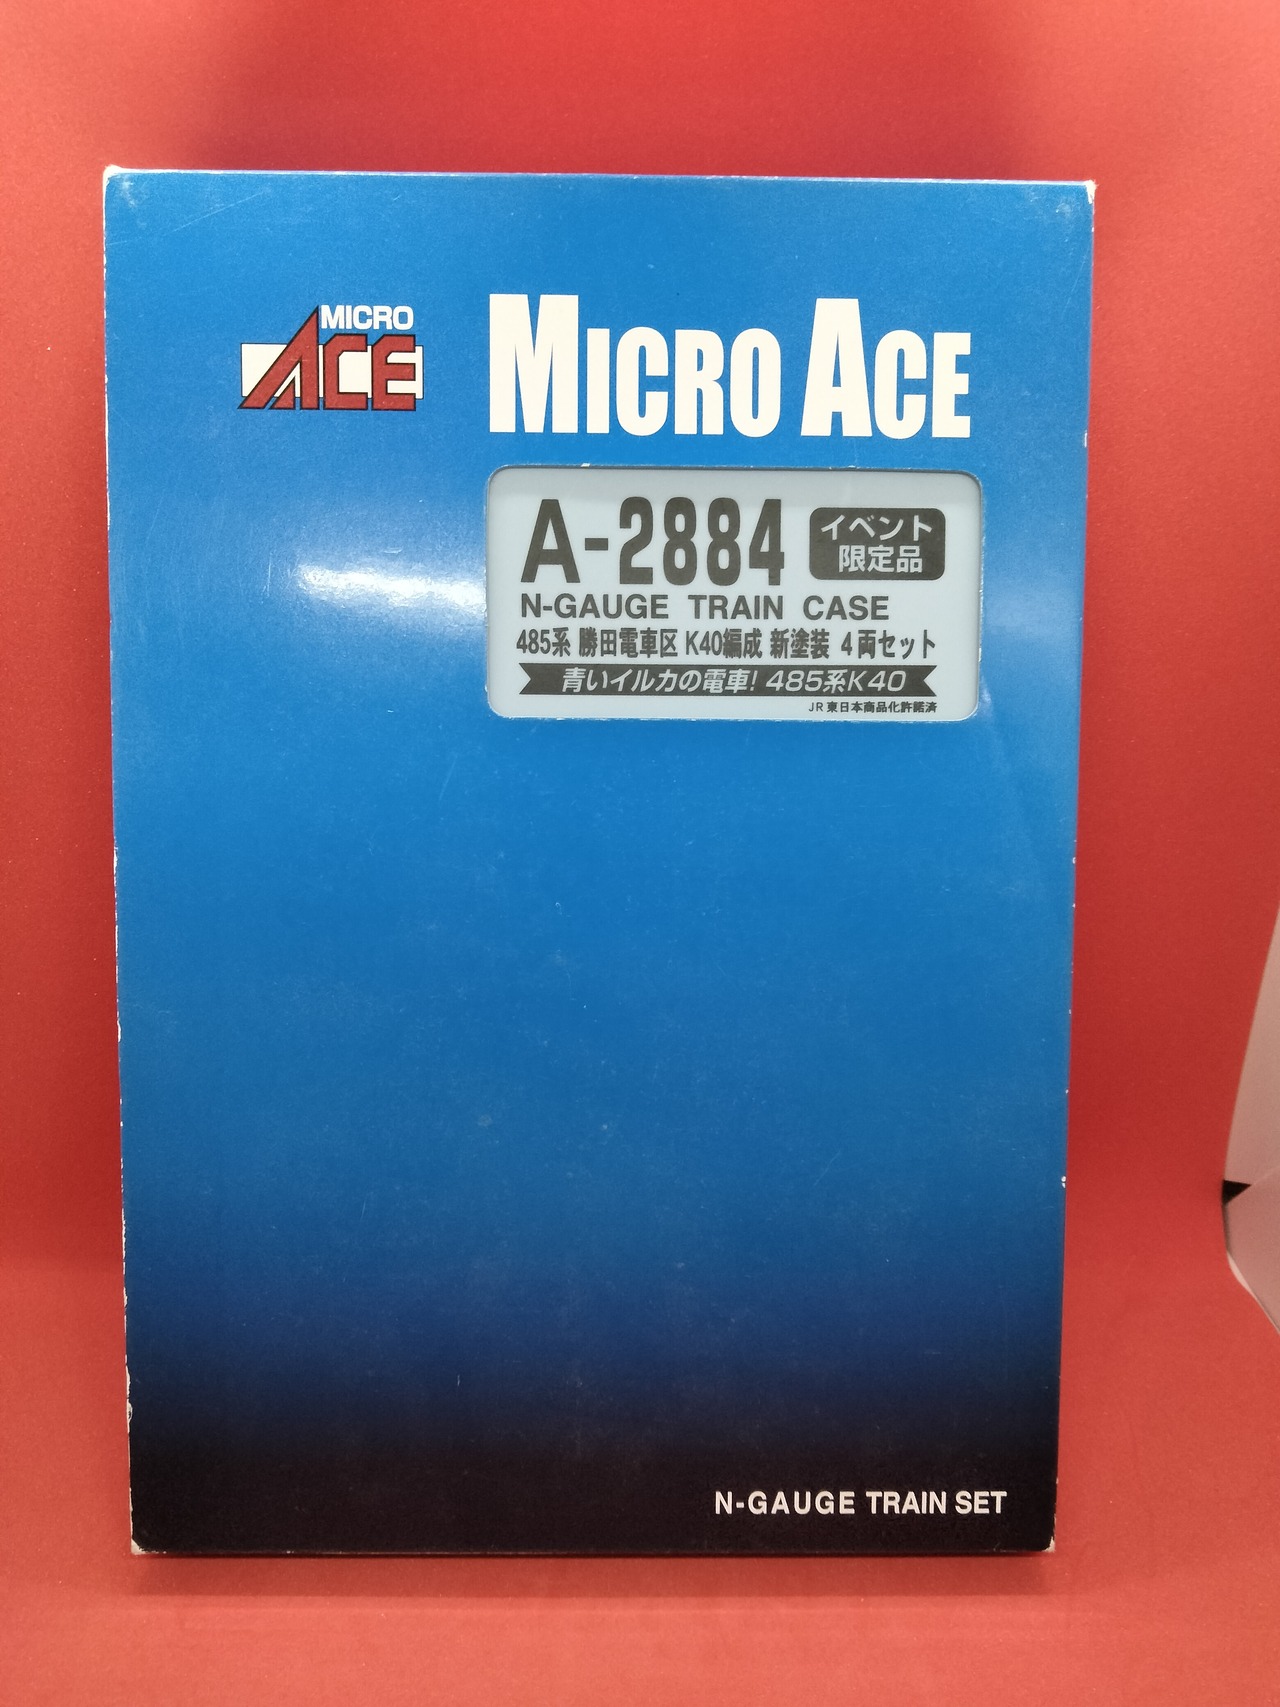 MICRO
ACE
MICRO ACE
A-2884
イベント
限定品
N-GAUGE TRAIN CASE
485系 勝田電車区 K40編成 新塗装 4両セット
青いイルカの電車! 485系K40
JR東日本商品化許諾済
N-GAUGE TRAIN SET